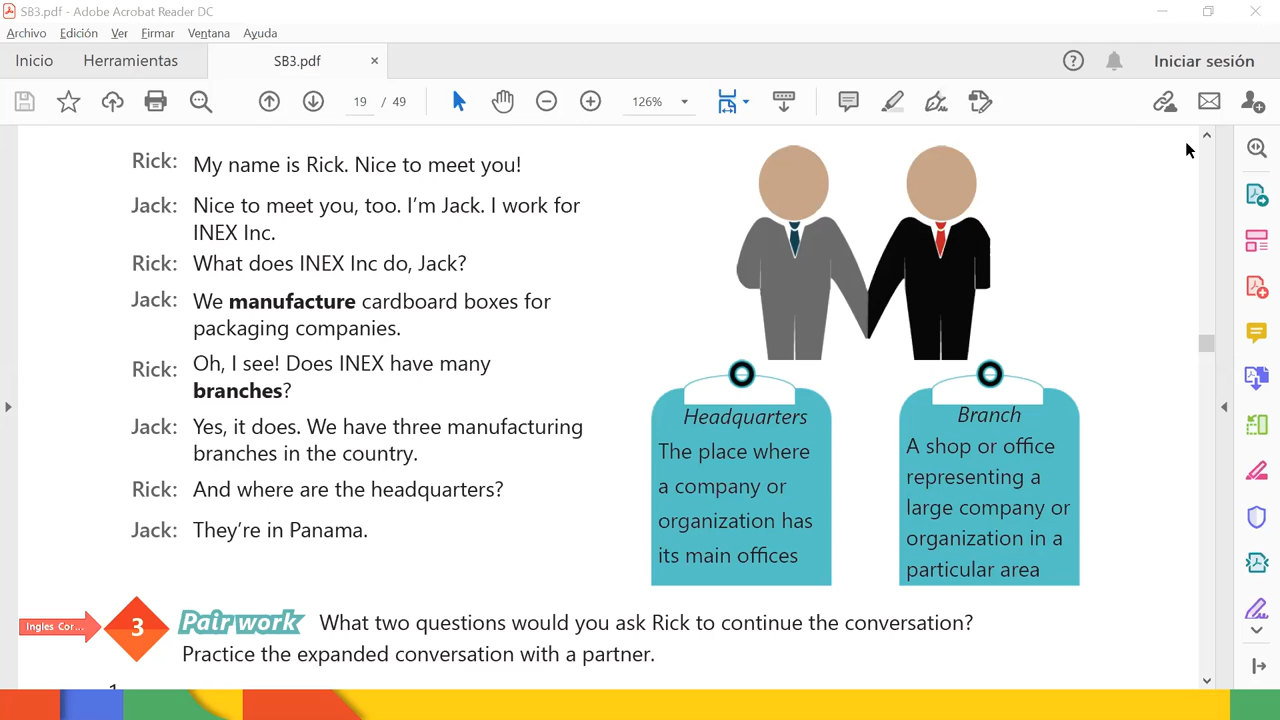 SB3.pdf - Adobe Acrobat Reader DC
Archivo Edición Ver Firmar Ventana Ayuda
Inicio Herramientas SB3.pdf × Iniciar sesión
19 / 49 126%
Rick: My name is Rick. Nice to meet you!
Jack: Nice to meet you, too. I'm Jack. I work for
INEX Inc.
Rick: What does INEX Inc do, Jack?
Jack: We manufacture cardboard boxes for
packaging companies.
Rick: Oh, I see! Does INEX have many
branches?
Jack: Yes, it does. We have three manufacturing
branches in the country.
Rick: And where are the headquarters?
Jack: They're in Panama.
Headquarters
The place where
a company or
organization has
its main offices
Branch
A shop or office
representing a
large company or
organization in a
particular area
Ingles Cor...
3 Pair work What two questions would you ask Rick to continue the conversation?
Practice the expanded conversation with a partner.